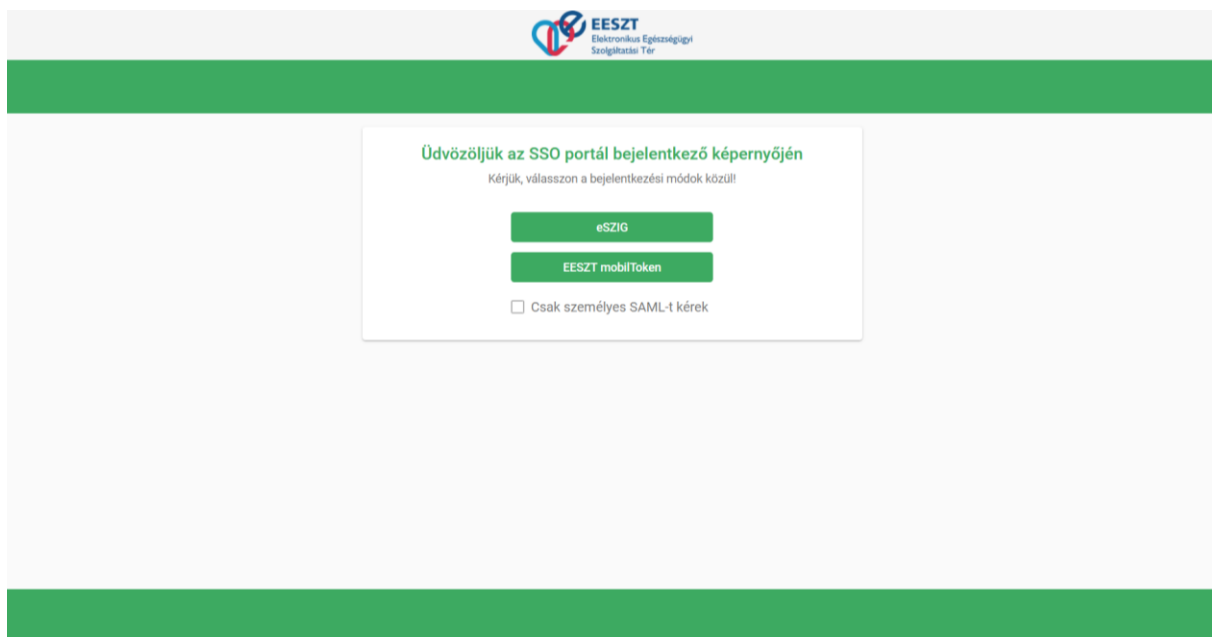 EESZT
Elektronikus Egészségügyi
Szolgáltatási Tér
Üdvözöljük az SSO portál bejelentkező képernyőjén
Kérjük, válasszon a bejelentkezési módok közül!
eSZIG
EESZT mobilToken
Csak személyes SAML-t kérek